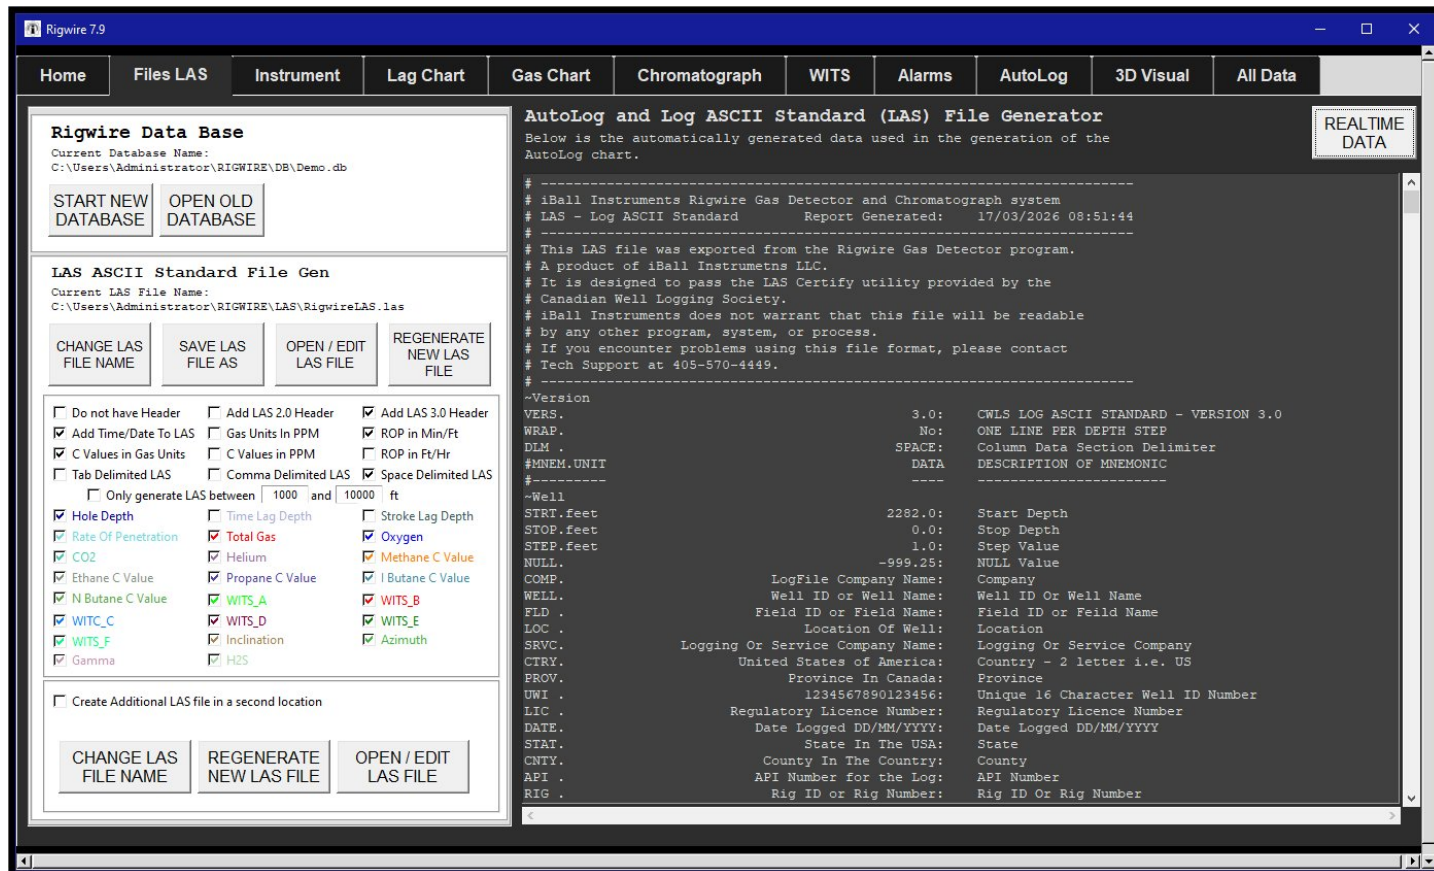 Rigwire 7.9
Home Files LAS Instrument Lag Chart Gas Chart Chromatograph WITS Alarms AutoLog 3D Visual All Data
Rigwire Data Base
Current Database Name:
C:\Users\Administrator\RIGWIRE\DB\Demo.db
START NEW DATABASE
OPEN OLD DATABASE
LAS ASCII Standard File Gen
Current LAS File Name:
C:\Users\Administrator\RIGWIRE\LAS\RigwireLAS.las
CHANGE LAS FILE NAME
SAVE LAS FILE AS
OPEN / EDIT LAS FILE
REGENERATE NEW LAS FILE
Do not have Header Add LAS 2.0 Header Add LAS 3.0 Header
Add Time/Date To LAS Gas Units In PPM ROP in Min/Ft
C Values in Gas Units C Values in PPM ROP in Ft/Hr
Tab Delimited LAS Comma Delimited LAS Space Delimited LAS
Only generate LAS between 1000 and 10000 ft
Hole Depth Time Lag Depth Stroke Lag Depth
Rate Of Penetration Total Gas Oxygen
CO2 Helium Methane C Value
Ethane C Value Propane C Value I Butane C Value
N Butane C Value WITS_A WITS_B
WITC_C WITS_D WITS_E
WITS_F Inclination Azimuth
Gamma H2S
Create Additional LAS file in a second location
CHANGE LAS FILE NAME
REGENERATE NEW LAS FILE
OPEN / EDIT LAS FILE
AutoLog and Log ASCII Standard (LAS) File Generator
Below is the automatically generated data used in the generation of the
AutoLog chart.
REALTIME DATA
# ------------------------------------------------------------------------
# iBall Instruments Rigwire Gas Detector and Chromatograph system
# LAS - Log ASCII Standard Report Generated: 17/03/2026 08:51:44
# ------------------------------------------------------------------------
# This LAS file was exported from the Rigwire Gas Detector program.
# A product of iBall Instrumetns LLC.
# It is designed to pass the LAS Certify utility provided by the
# Canadian Well Logging Society.
# iBall Instruments does not warrant that this file will be readable
# by any other program, system, or process.
# If you encounter problems using this file format, please contact
# Tech Support at 405-570-4449.
# ------------------------------------------------------------------------
~Version
VERS. 3.0: CWLS LOG ASCII STANDARD - VERSION 3.0
WRAP. No: ONE LINE PER DEPTH STEP
DLM . SPACE: Column Data Section Delimiter
#MNEM.UNIT DATA DESCRIPTION OF MNEMONIC
#--------- ---- -----------------------
~Well
STRT.feet 2282.0: Start Depth
STOP.feet 0.0: Stop Depth
STEP.feet 1.0: Step Value
NULL. -999.25: NULL Value
COMP. LogFile Company Name: Company
WELL. Well ID or Well Name: Well ID Or Well Name
FLD . Field ID or Field Name: Field ID or Feild Name
LOC . Location Of Well: Location
SRVC. Logging Or Service Company Name: Logging Or Service Company
CTRY. United States of America: Country - 2 letter i.e. US
PROV. Province In Canada: Province
UWI . 1234567890123456: Unique 16 Character Well ID Number
LIC . Regulatory Licence Number: Regulatory Licence Number
DATE. Date Logged DD/MM/YYYY: Date Logged DD/MM/YYYY
STAT. State In The USA: State
CNTY. County In The Country: County
API . API Number for the Log: API Number
RIG . Rig ID or Rig Number: Rig ID Or Rig Number